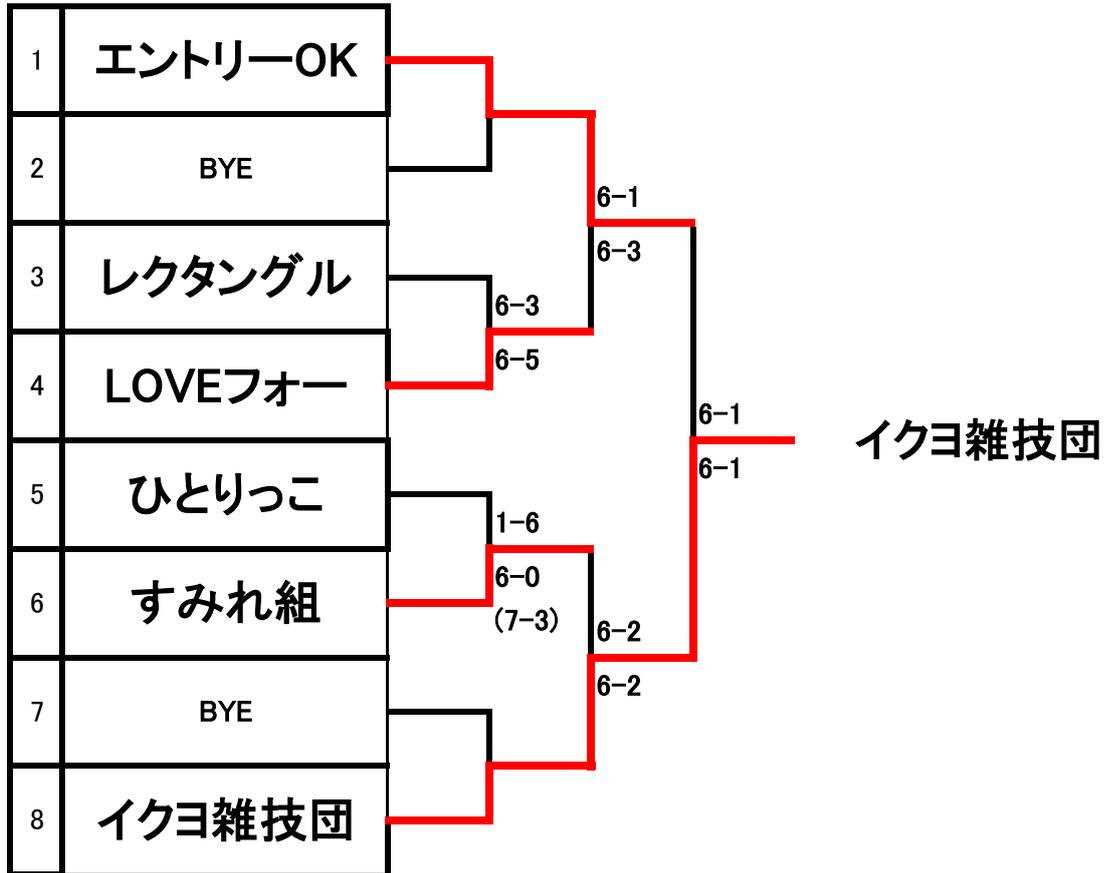 1 エントリーOK
2 BYE
3 レクタングル
4 LOVEフォー
5 ひとりっこ
6 すみれ組
7 BYE
8 イクヨ雑技団
6-3
6-5
1-6
6-0
(7-3)
6-1
6-3
6-2
6-2
6-1
6-1
イクヨ雑技団